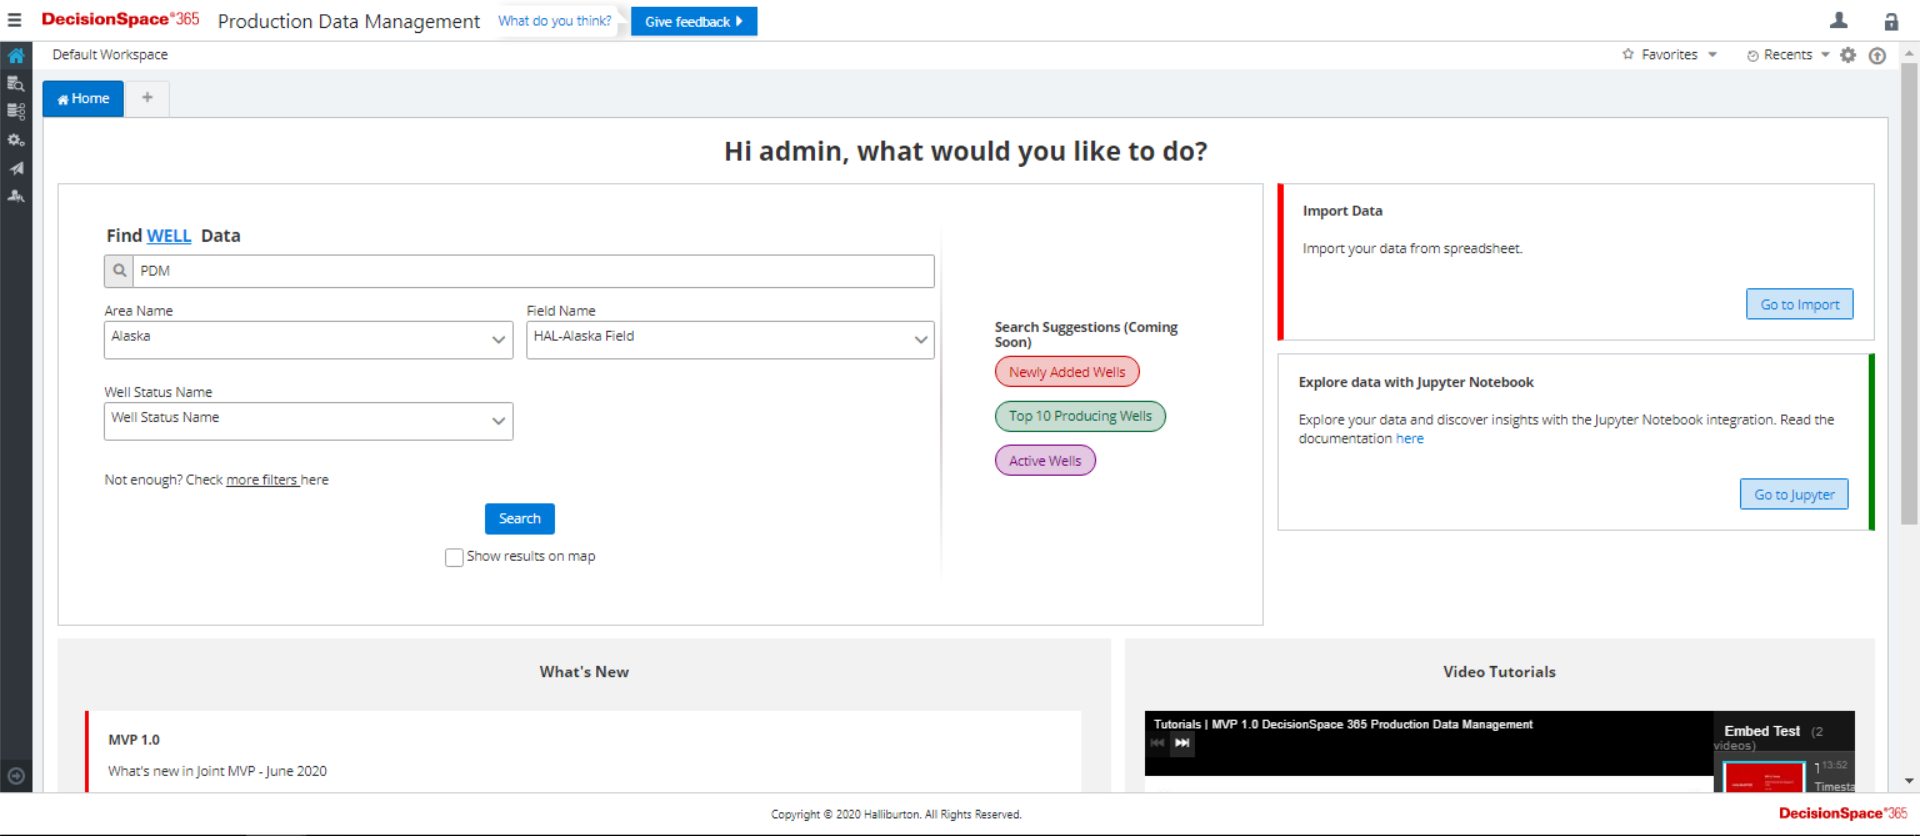 DecisionSpace®365 Production Data Management What do you think? Give feedback
Default Workspace Favorites Recents
Home +
Hi admin, what would you like to do?
Find WELL Data
PDM
Area Name Field Name
Alaska HAL-Alaska Field
Well Status Name
Well Status Name
Not enough? Check more filters here
Search
Show results on map
Search Suggestions (Coming
Soon)
Newly Added Wells
Top 10 Producing Wells
Active Wells
Import Data
Import your data from spreadsheet.
Go to Import
Explore data with Jupyter Notebook
Explore your data and discover insights with the Jupyter Notebook integration. Read the
documentation here
Go to Jupyter
What's New
MVP 1.0
What's new in Joint MVP - June 2020
Video Tutorials
Tutorials | MVP 1.0 DecisionSpace 365 Production Data Management
Embed Test (2
videos)
1 13:52
Timesta
Copyright © 2020 Halliburton. All Rights Reserved.
DecisionSpace®365